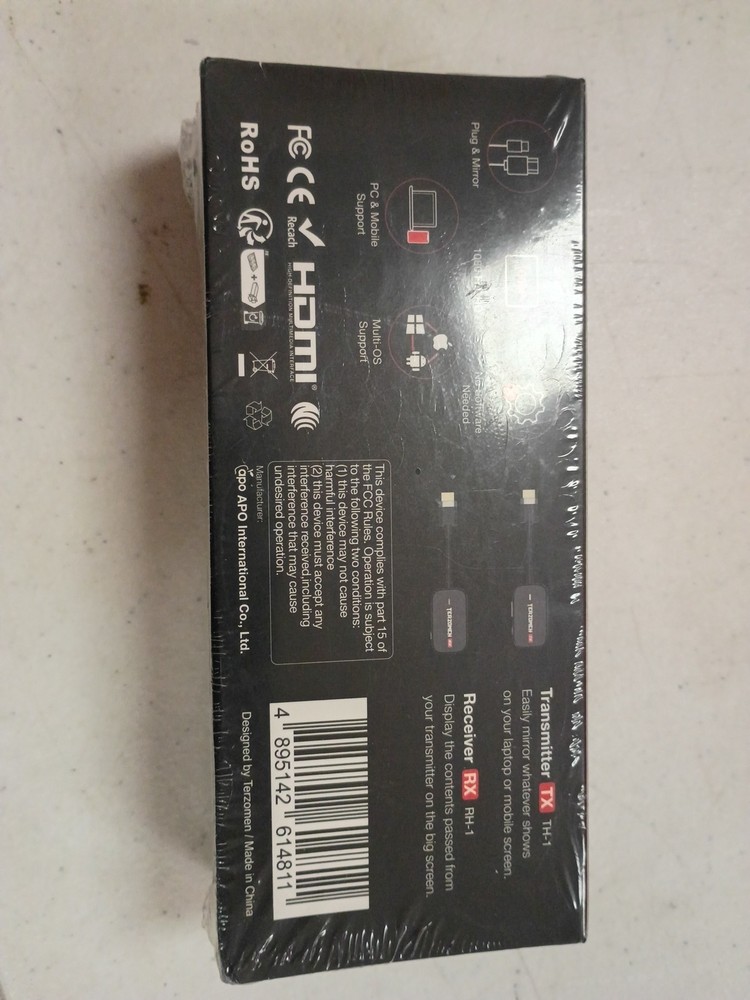 Plug & Mirror
Needed
PC & Mobile
Support
Multi-OS
Support
TERZOMEN
TERZOMEN
Transmitter TX TH-1
Easily mirror whatever shows
on your laptop or mobile screen.
Receiver RX RH-1
Display the contents passed from
your transmitter on the big screen.
FC CE Reach HDMI®
HIGH DEFINITION MULTIMEDIA INTERFACE
RoHS
This device complies with part 15 of
the FCC Rules. Operation is subject
to the following two conditions:
(1) this device may not cause
harmful interference
(2) this device must accept any
interference received,including
interference that may cause
undesired operation.
Manufacturer:
apo APO International Co., Ltd.
4 895142 614811
Designed by Terzomen / Made in China